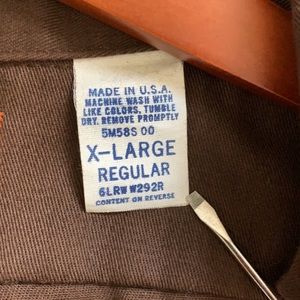 MADE IN U.S.A.
MACHINE WASH WITH
LIKE COLORS, TUMBLE
DRY. REMOVE PROMPTLY
5M58S 00
X-LARGE
REGULAR
6LRW W292R
CONTENT ON REVERSE